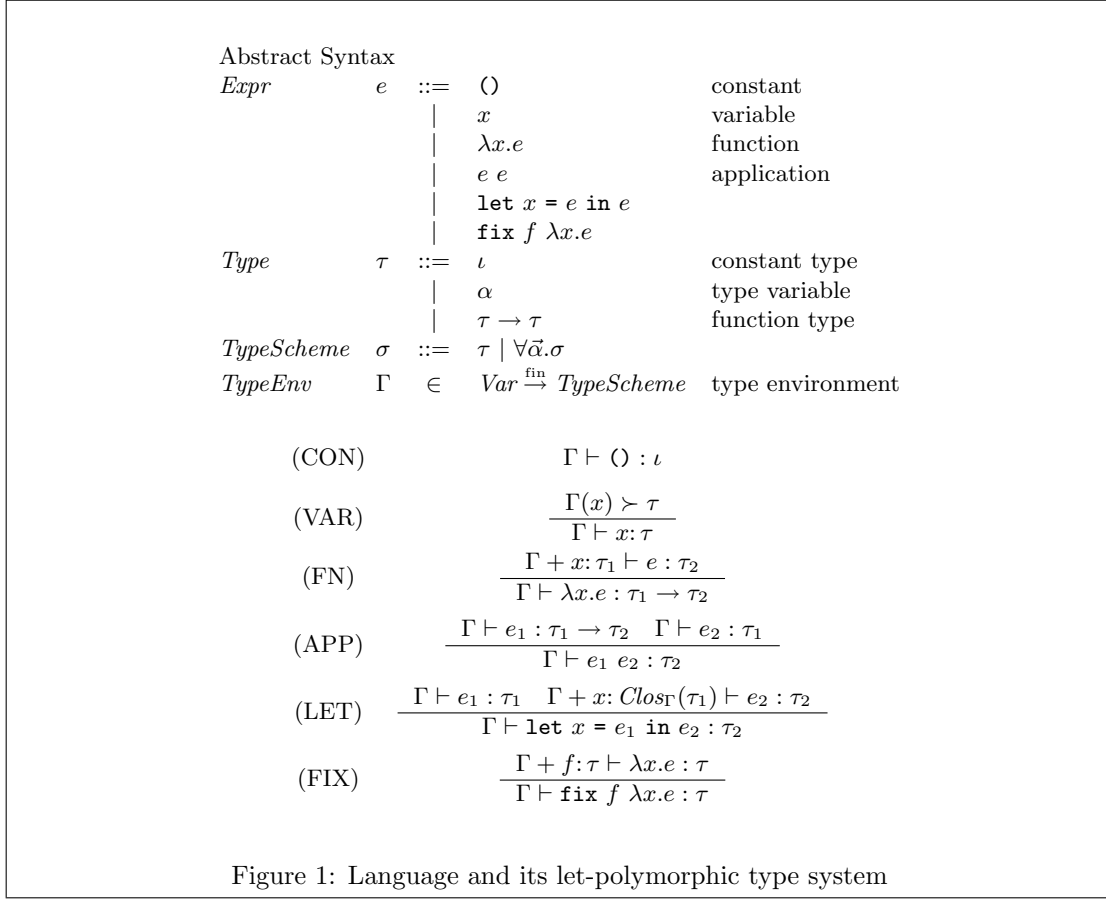 Abstract Syntax
Expr e ::= () constant
| x variable
| λx.e function
| e e application
| let x = e in e
| fix f λx.e
Type τ ::= ι constant type
| α type variable
| τ → τ function type
TypeScheme σ ::= τ | ∀α⃗.σ
TypeEnv Γ ∈ Var fin→ TypeScheme type environment
(CON) Γ ⊢ () : ι
(VAR) Γ(x) ≻ τ
Γ ⊢ x: τ
(FN) Γ + x: τ₁ ⊢ e : τ₂
Γ ⊢ λx.e : τ₁ → τ₂
(APP) Γ ⊢ e₁ : τ₁ → τ₂ Γ ⊢ e₂ : τ₁
Γ ⊢ e₁ e₂ : τ₂
(LET) Γ ⊢ e₁ : τ₁ Γ + x: Clos_Γ(τ₁) ⊢ e₂ : τ₂
Γ ⊢ let x = e₁ in e₂ : τ₂
(FIX) Γ + f: τ ⊢ λx.e : τ
Γ ⊢ fix f λx.e : τ
Figure 1: Language and its let-polymorphic type system